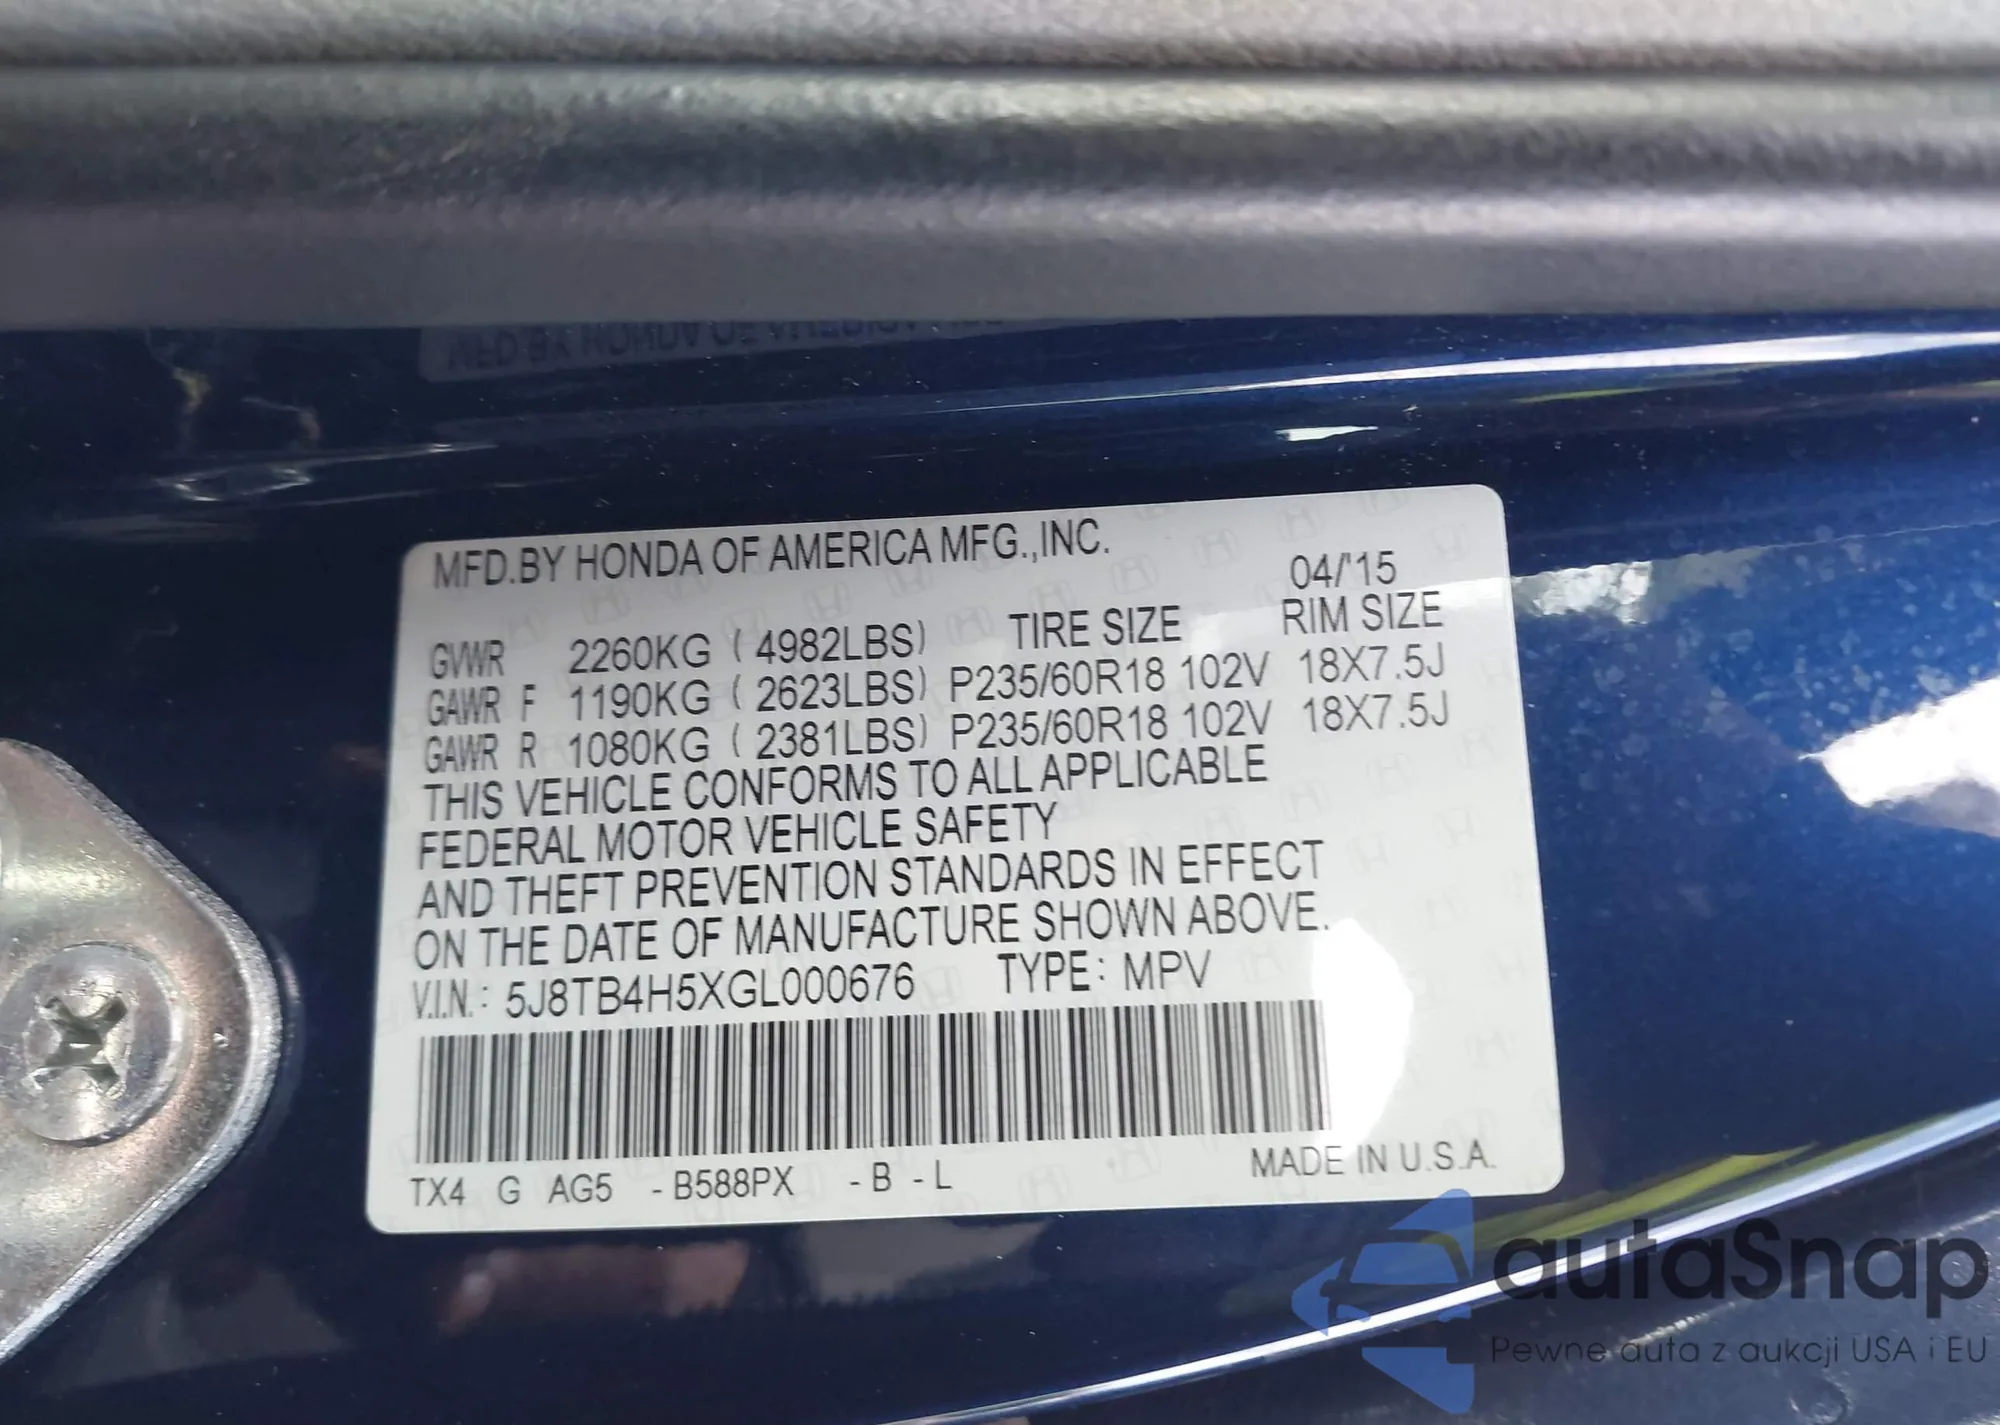 MFD.BY HONDA OF AMERICA MFG.,INC.
04/'15
GVWR 2260KG ( 4982LBS) TIRE SIZE RIM SIZE
GAWR F 1190KG ( 2623LBS) P235/60R18 102V 18X7.5J
GAWR R 1080KG ( 2381LBS) P235/60R18 102V 18X7.5J
THIS VEHICLE CONFORMS TO ALL APPLICABLE
FEDERAL MOTOR VEHICLE SAFETY
AND THEFT PREVENTION STANDARDS IN EFFECT
ON THE DATE OF MANUFACTURE SHOWN ABOVE.
V.I.N.: 5J8TB4H5XGL000676 TYPE: MPV
TX4 G AG5 -B588PX -B -L MADE IN U.S.A.
autaSnap
Pewne auta z aukcji USA i EU